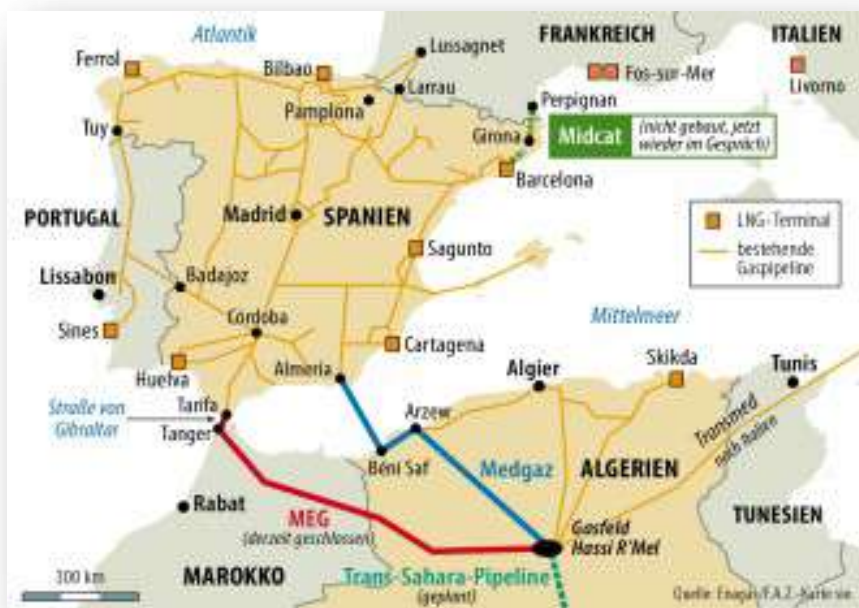 Atlantik
FRANKREICH
ITALIEN
Ferrol
Bilbao
Lussagnet
Larrau
Fos-sur-Mer
Livorno
Pamplona
Perpignan
Tuy
Girona
Midcat
(nicht gebaut, jetzt
wieder im Gespräch)
Barcelona
PORTUGAL
Madrid
SPANIEN
LNG-Terminal
bestehende
Gaspipeline
Sagunto
Lissabon
Badajoz
Cordoba
Mittelmeer
Sines
Cartagena
Huelva
Almeria
Algier
Skikda
Tunis
Straße von
Gibraltar
Tarifa
Tanger
Arzew
Transmed
nach Italien
Béni Saf
Medgaz
ALGERIEN
Rabat
MEG
(derzeit geschlossen)
Gasfeld
Hassi R'Mel
TUNESIEN
300 km
MAROKKO
Trans-Sahara-Pipeline
(geplant)
Quelle: Enagás/F.A.Z.-Karte